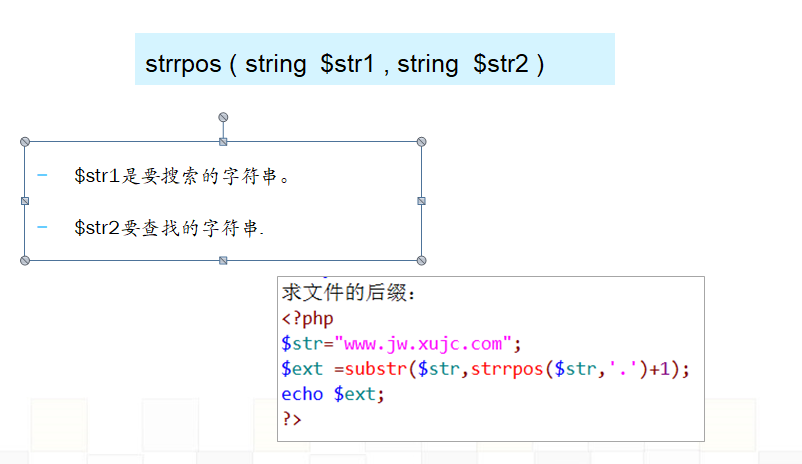 strrpos ( string $str1 , string $str2 )
– $str1是要搜索的字符串。
– $str2要查找的字符串.
求文件的后缀：
<?php
$str="www.jw.xujc.com";
$ext =substr($str,strrpos($str,'.')+1);
echo $ext;
?>